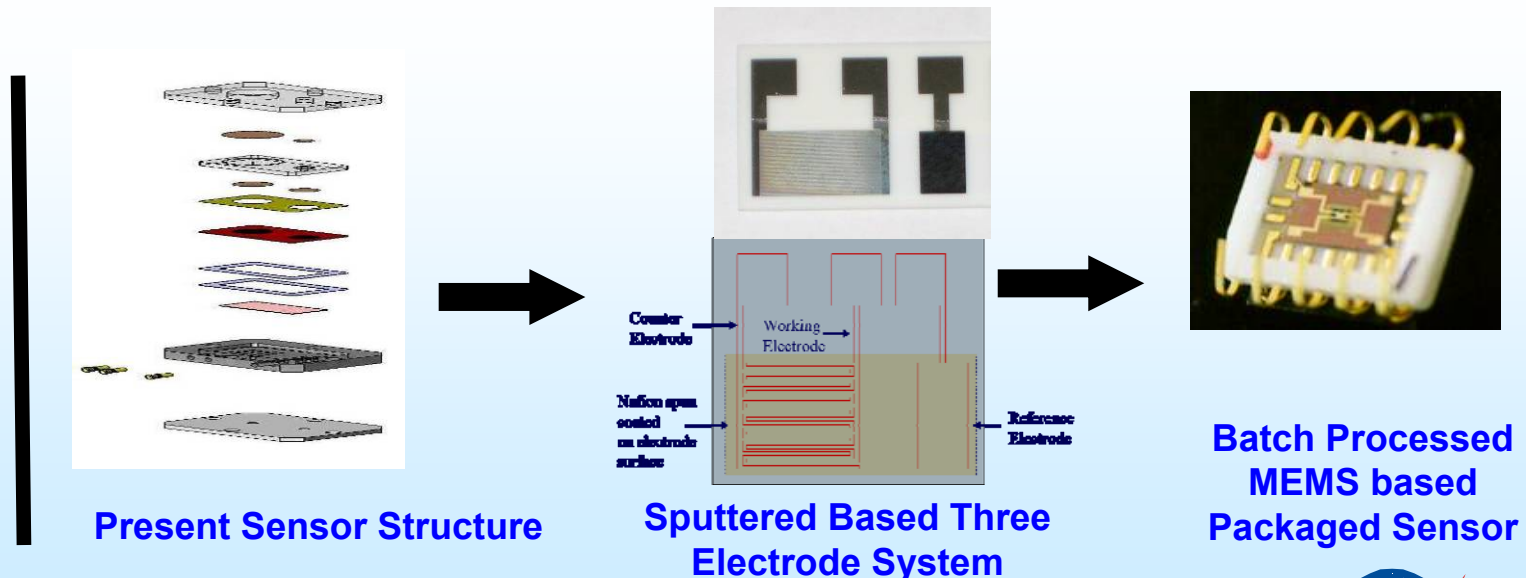 Counter
Electrode
Working
Electrode
Nafion spun
coated
on electrode
surface
Reference
Electrode
Present Sensor Structure
Sputtered Based Three
Electrode System
Batch Processed
MEMS based
Packaged Sensor